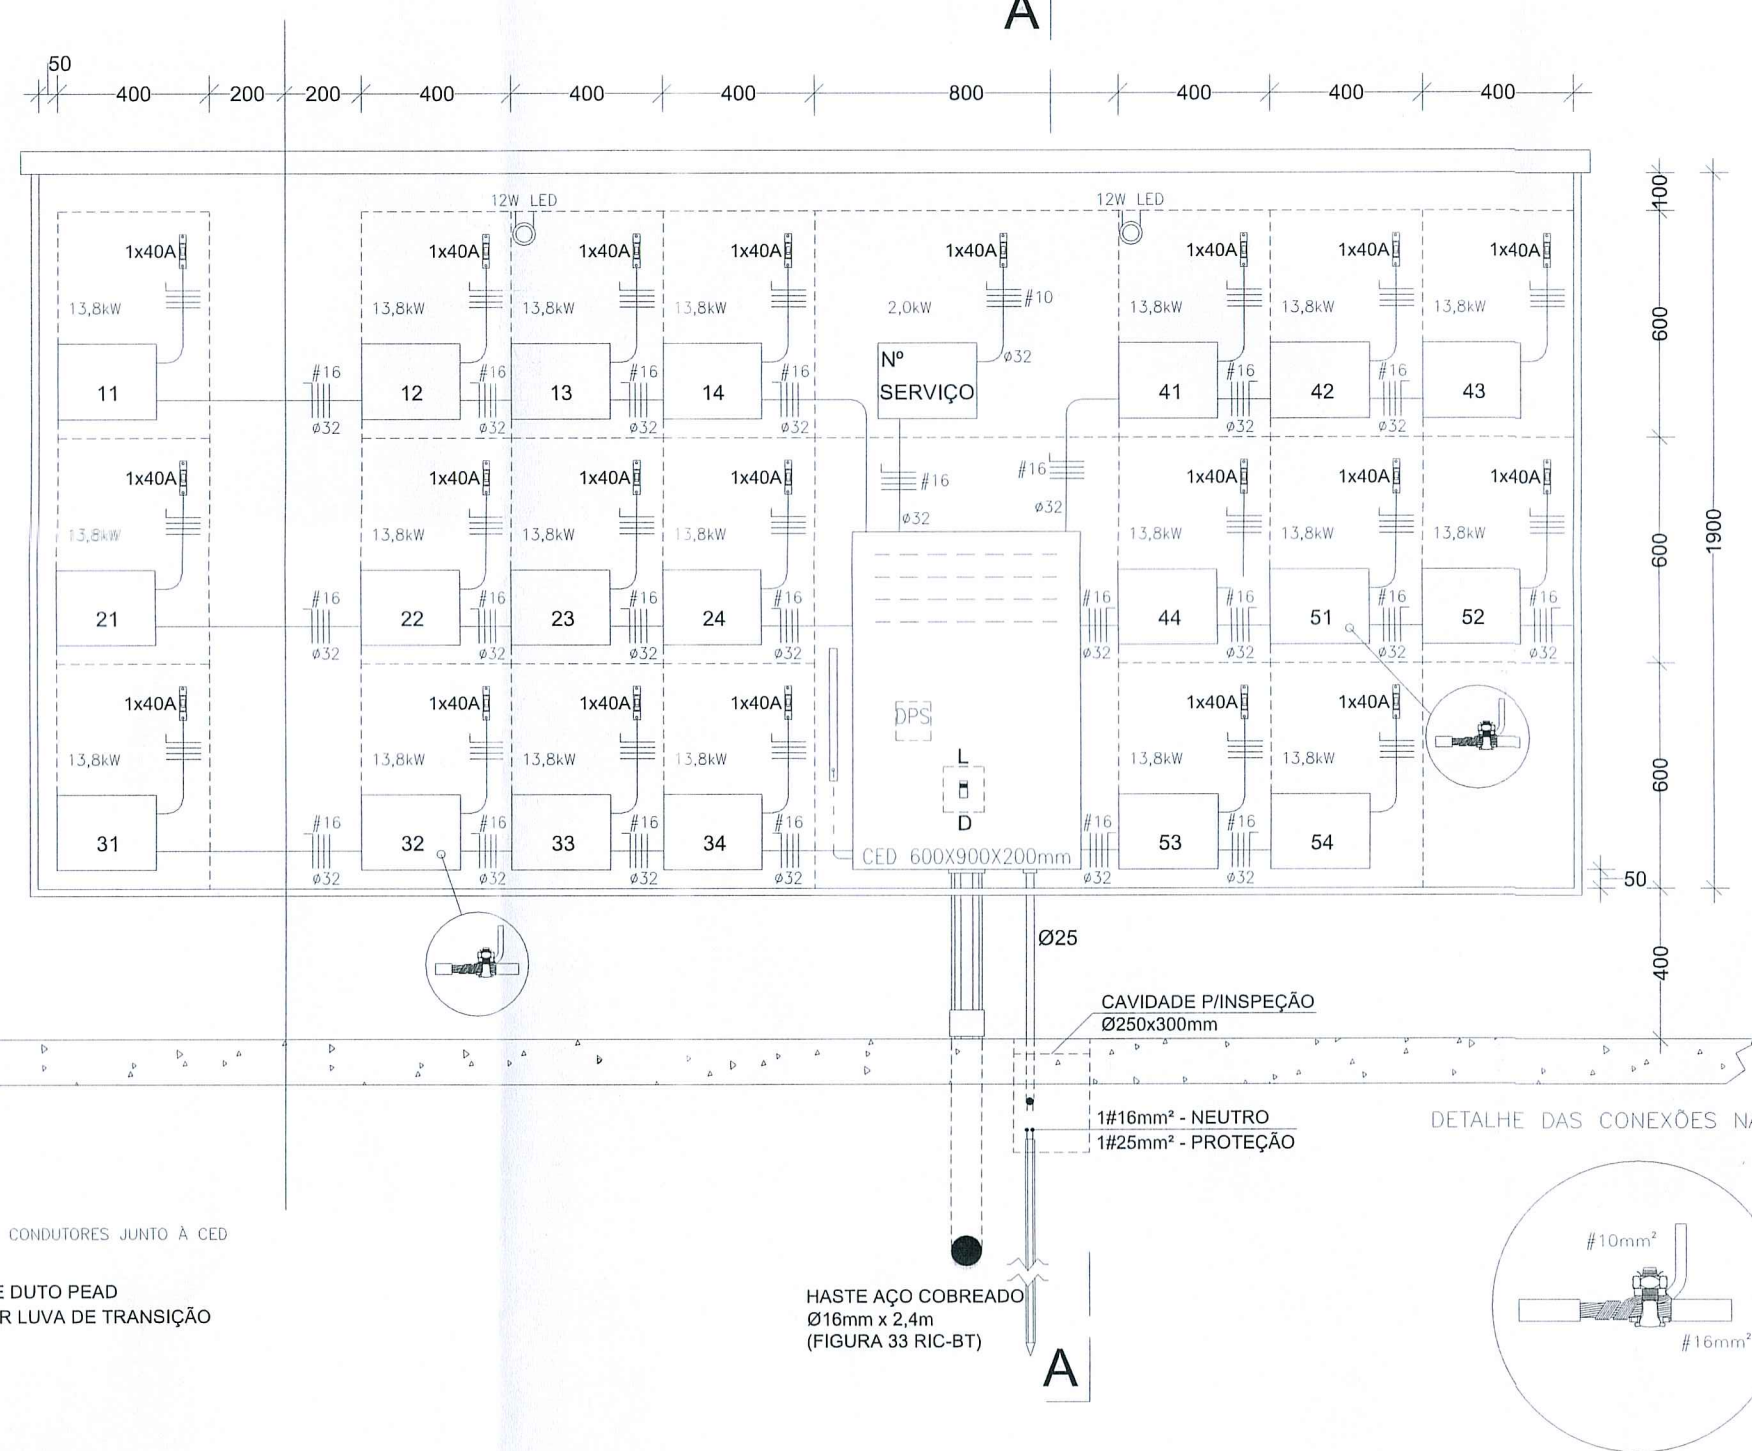 A
50
400 200 200 400 400 400 800 400 400 400
12W LED 12W LED
100
1x40A 1x40A 1x40A 1x40A 1x40A 1x40A 1x40A 1x40A
#10
13,8kW 13,8kW 13,8kW 13,8kW 2,0kW 13,8kW 13,8kW 13,8kW
600
Nº
ø32
#16 #16 #16 #16 #16 #16
11 12 13 14 SERVIÇO 41 42 43
ø32 ø32 ø32 ø32 ø32 ø32
1x40A 1x40A 1x40A 1x40A #16 #16 1x40A 1x40A 1x40A
ø32 ø32
13,8kW 13,8kW 13,8kW 13,8kW 13,8kW 13,8kW 13,8kW
600 1900
#16 #16 #16 #16 #16 #16 #16 #16
21 22 23 24 44 51 52
ø32 ø32 ø32 ø32 ø32 ø32 ø32 ø32
1x40A 1x40A 1x40A 1x40A 1x40A 1x40A
DPS
13,8kW 13,8kW 13,8kW 13,8kW L 13,8kW 13,8kW
600
#16 #16 #16 #16 D #16 #16
31 32 33 34 53 54
CED 600X900X200mm
ø32 ø32 ø32 ø32 ø32 ø32
50
Ø25
400
CAVIDADE P/INSPEÇÃO
Ø250x300mm
1#16mm² - NEUTRO
1#25mm² - PROTEÇÃO
DETALHE DAS CONEXÕES NA
CONDUTORES JUNTO À CED
E DUTO PEAD
R LUVA DE TRANSIÇÃO
HASTE AÇO COBREADO
Ø16mm x 2,4m
(FIGURA 33 RIC-BT)
A
#10mm²
#16mm²